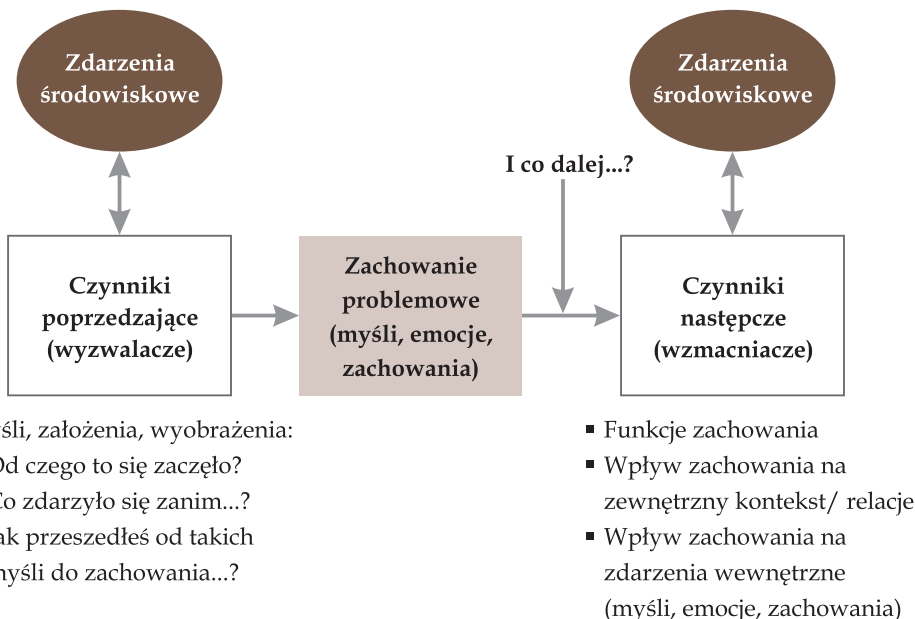 Zdarzenia
środowiskowe
Zdarzenia
środowiskowe
I co dalej...?
Czynniki
poprzedzające
(wyzwalacze)
Zachowanie
problemowe
(myśli, emocje,
zachowania)
Czynniki
następcze
(wzmacniacze)
założenia, wyobrażenia:
Od czego to się zaczęło?
Co zdarzyło się zanim...?
przeszedłeś od takich
do zachowania...?
▪ Funkcje zachowania
▪ Wpływ zachowania na
zewnętrzny kontekst/ relacje
▪ Wpływ zachowania na
zdarzenia wewnętrzne
(myśli, emocje, zachowania)